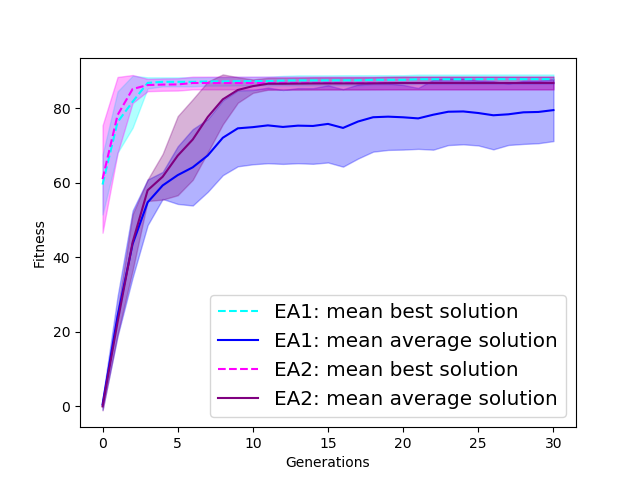 80
60
40
20
0
Fitness
EA1: mean best solution
EA1: mean average solution
EA2: mean best solution
EA2: mean average solution
0 5 10 15 20 25 30
Generations